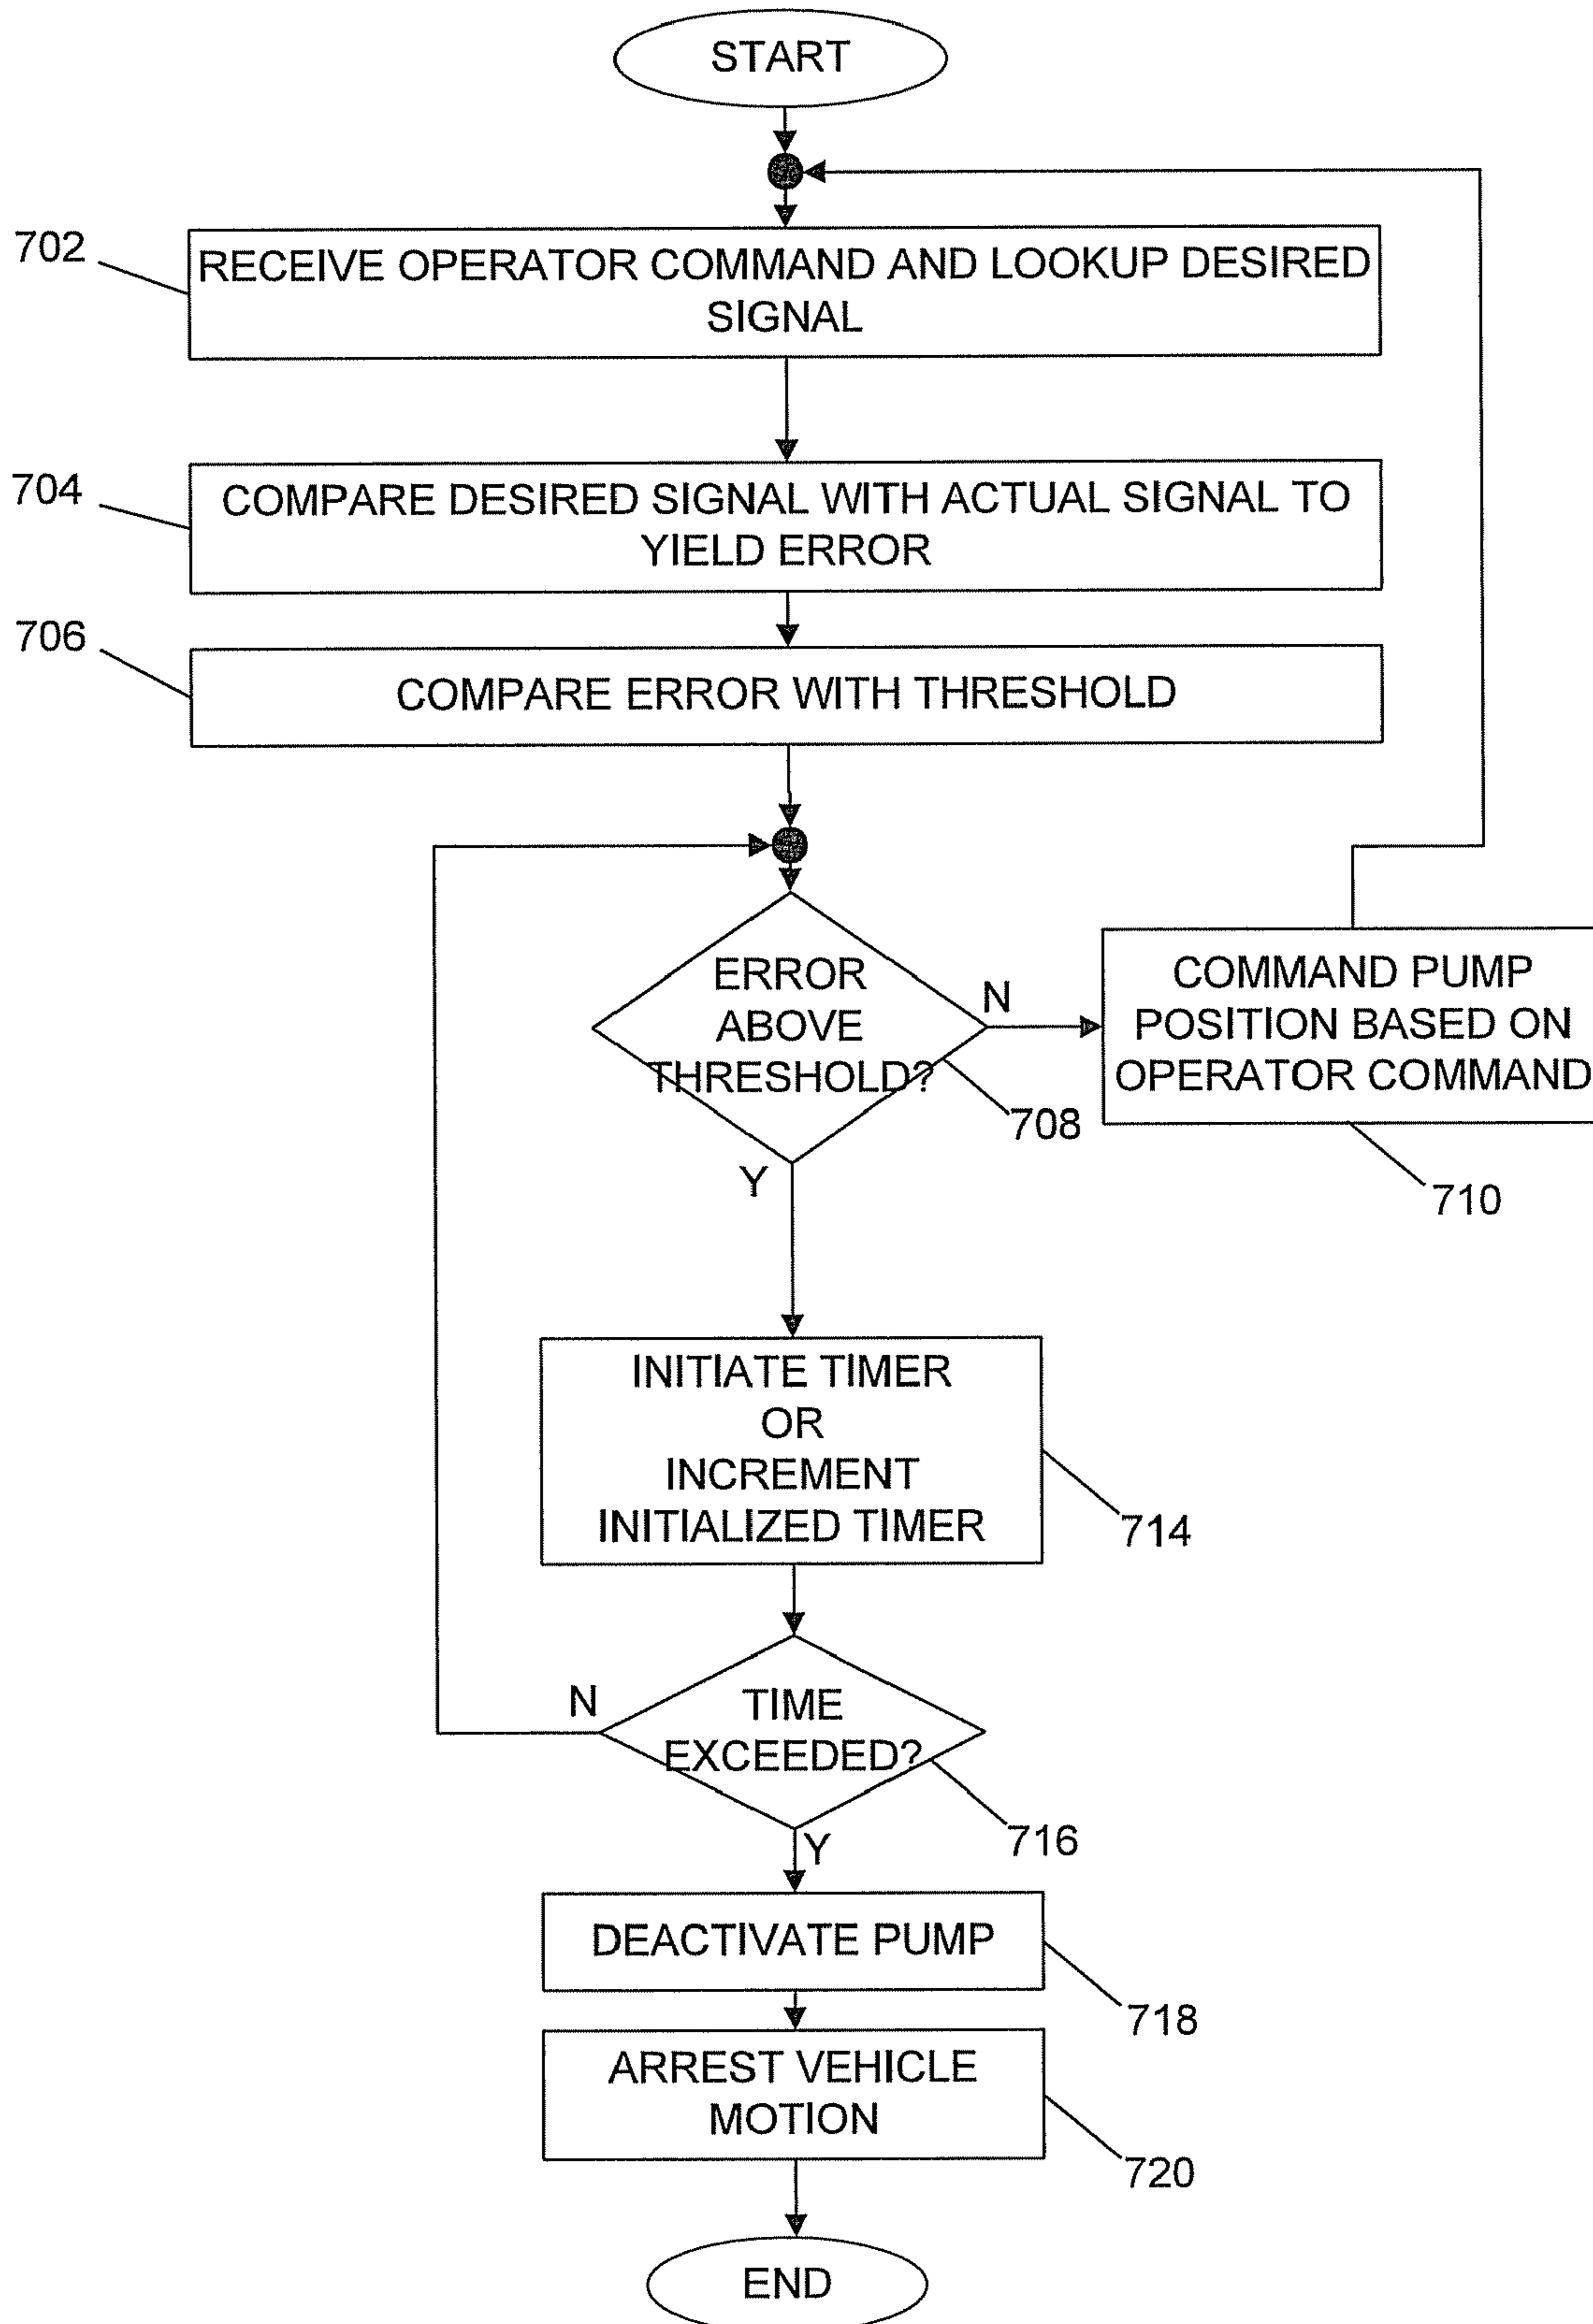 START
702
RECEIVE OPERATOR COMMAND AND LOOKUP DESIRED
SIGNAL
704
COMPARE DESIRED SIGNAL WITH ACTUAL SIGNAL TO
YIELD ERROR
706
COMPARE ERROR WITH THRESHOLD
ERROR
ABOVE
THRESHOLD?
N
COMMAND PUMP
POSITION BASED ON
OPERATOR COMMAND
708
710
Y
INITIATE TIMER
OR
INCREMENT
INITIALIZED TIMER
714
N
TIME
EXCEEDED?
716
Y
DEACTIVATE PUMP
718
ARREST VEHICLE
MOTION
720
END